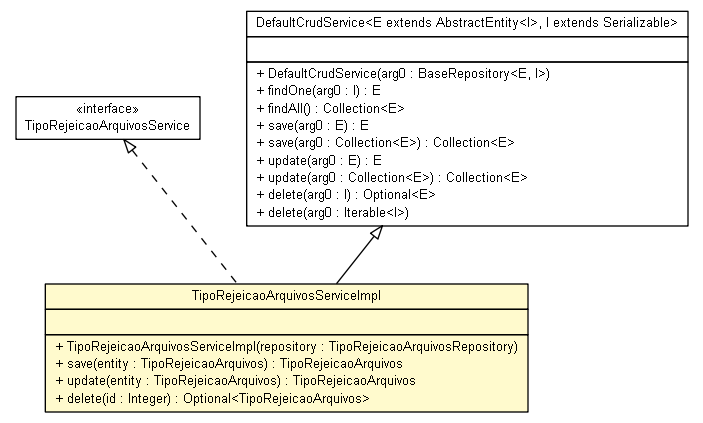 DefaultCrudService<E extends AbstractEntity<I>, I extends Serializable>
+ DefaultCrudService(arg0 : BaseRepository<E, I>)
+ findOne(arg0 : I) : E
+ findAll() : Collection<E>
+ save(arg0 : E) : E
+ save(arg0 : Collection<E>) : Collection<E>
+ update(arg0 : E) : E
+ update(arg0 : Collection<E>) : Collection<E>
+ delete(arg0 : I) : Optional<E>
+ delete(arg0 : Iterable<I>)
«interface»
TipoRejeicaoArquivosService
TipoRejeicaoArquivosServiceImpl
+ TipoRejeicaoArquivosServiceImpl(repository : TipoRejeicaoArquivosRepository)
+ save(entity : TipoRejeicaoArquivos) : TipoRejeicaoArquivos
+ update(entity : TipoRejeicaoArquivos) : TipoRejeicaoArquivos
+ delete(id : Integer) : Optional<TipoRejeicaoArquivos>